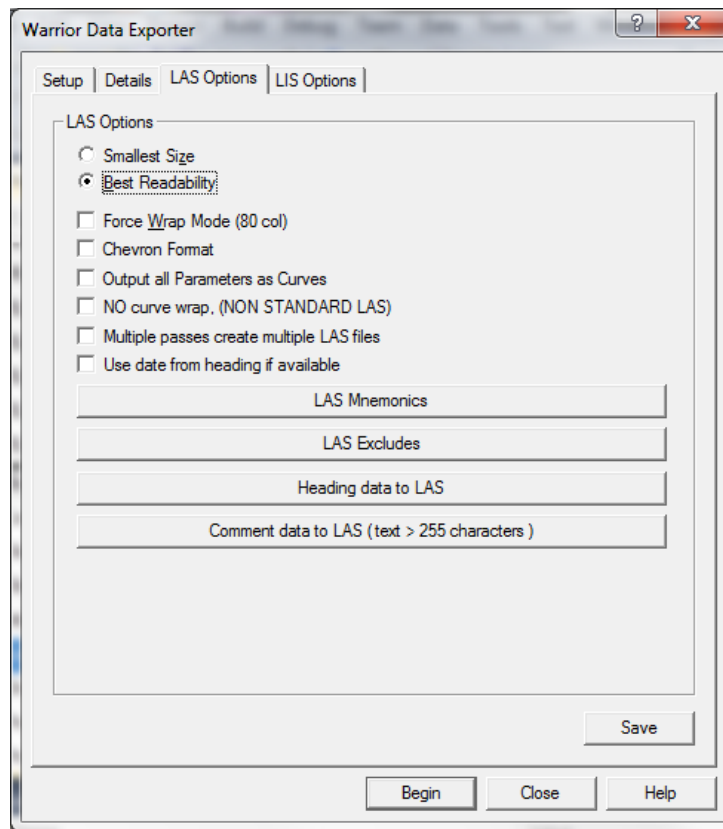 Warrior Data Exporter
?
X
Setup Details LAS Options LIS Options
LAS Options
Smallest Size
Best Readability
Force Wrap Mode (80 col)
Chevron Format
Output all Parameters as Curves
NO curve wrap, (NON STANDARD LAS)
Multiple passes create multiple LAS files
Use date from heading if available
LAS Mnemonics
LAS Excludes
Heading data to LAS
Comment data to LAS ( text > 255 characters )
Save
Begin Close Help